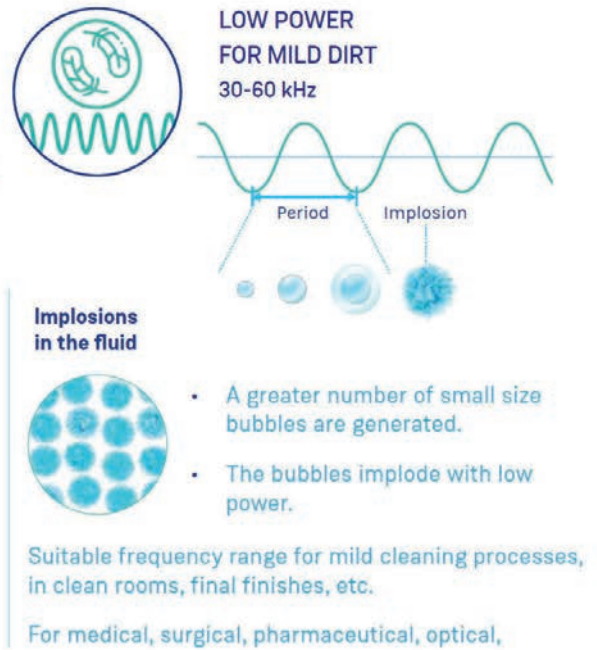 LOW POWER
FOR MILD DIRT
30-60 kHz
Period
Implosion
Implosions
in the fluid
• A greater number of small size
bubbles are generated.
• The bubbles implode with low
power.
Suitable frequency range for mild cleaning processes,
in clean rooms, final finishes, etc.
For medical, surgical, pharmaceutical, optical,